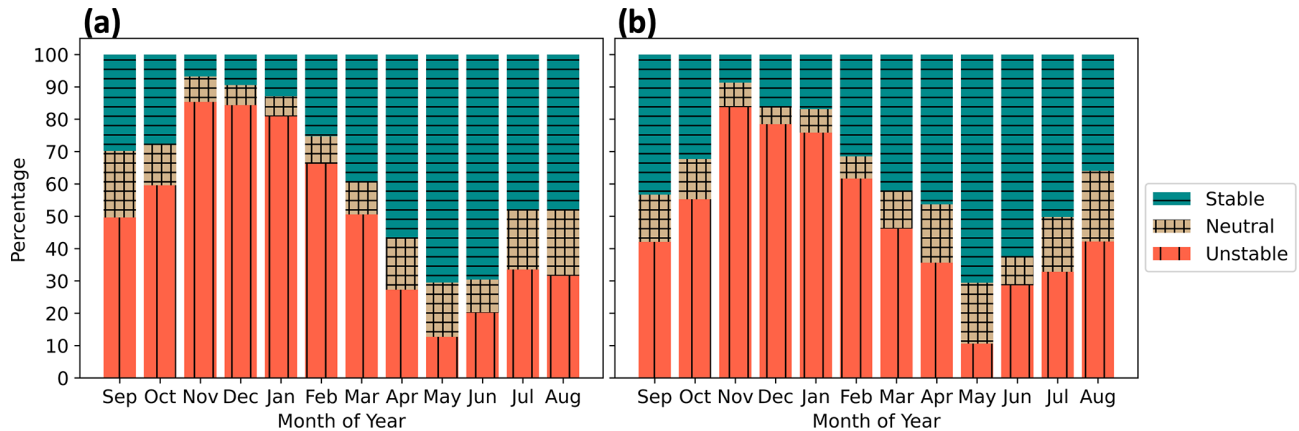 (a) (b)
Percentage
100
90
80
70
60
50
40
30
20
10
0
Sep Oct Nov Dec Jan Feb Mar Apr May Jun Jul Aug
Month of Year
Sep Oct Nov Dec Jan Feb Mar Apr May Jun Jul Aug
Month of Year
Stable
Neutral
Unstable